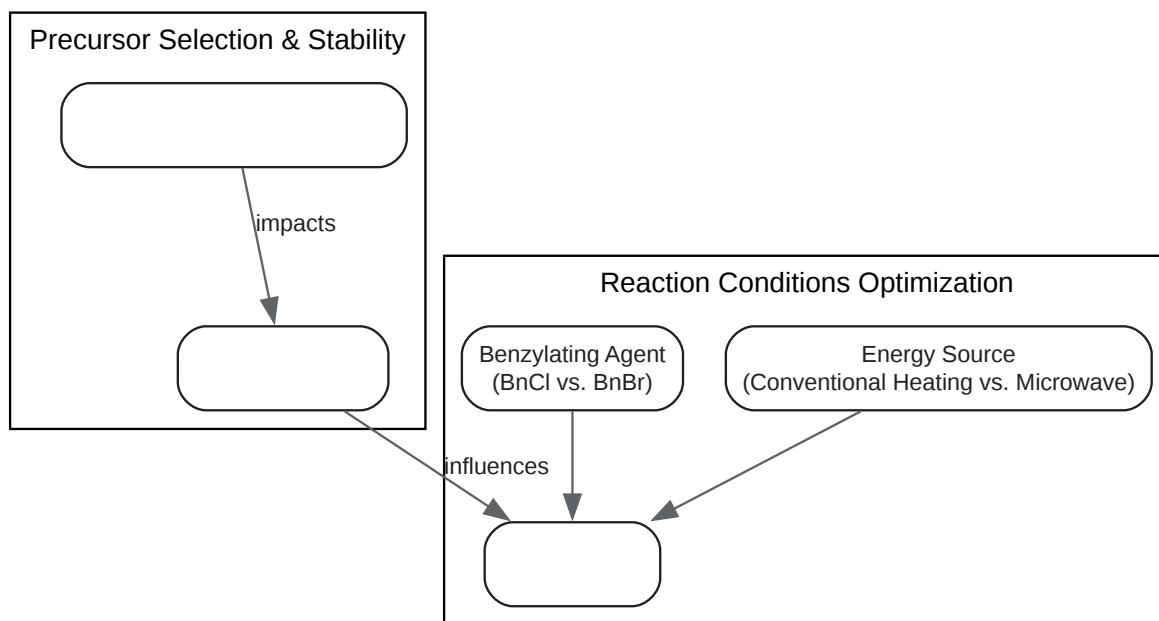 Precursor Selection & Stability
impacts
Reaction Conditions Optimization
Benzylating Agent
(BnCl vs. BnBr)
Energy Source
(Conventional Heating vs. Microwave)
influences